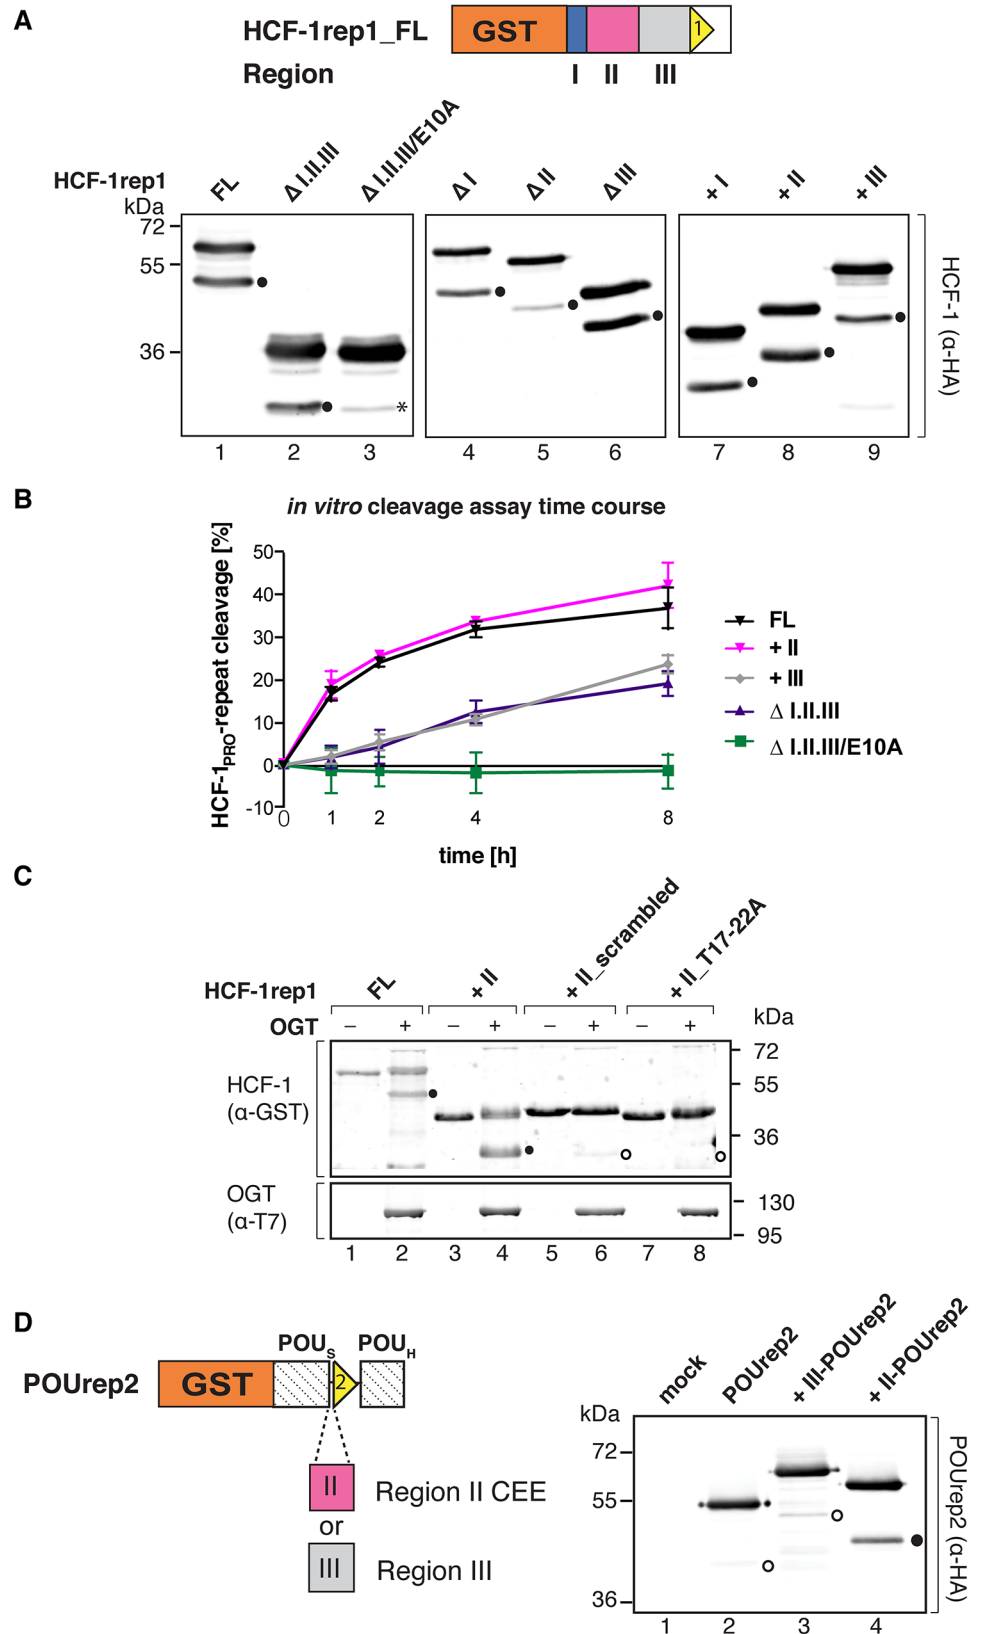 A
HCF-1rep1_FL GST 1
Region I II III
HCF-1rep1 FL Δ I.II.III Δ I.II.III/E10A Δ I Δ II Δ III + I + II + III
kDa
72
55
36
*
HCF-1 (α-HA)
1 2 3 4 5 6 7 8 9
B
in vitro cleavage assay time course
HCF-1PRO-repeat cleavage [%]
50
40
30
20
10
0
-10
0 1 2 4 8
time [h]
FL
+ II
+ III
Δ I.II.III
Δ I.II.III/E10A
C
HCF-1rep1 FL + II + II_scrambled + II_T17-22A
OGT – + – + – + – +
kDa
HCF-1
(α-GST)
72
55
36
OGT
(α-T7)
130
95
1 2 3 4 5 6 7 8
D
POUS POUH
POUrep2 GST 2
II Region II CEE
or
III Region III
mock POUrep2 + III-POUrep2 + II-POUrep2
kDa
72
55
36
POUrep2 (α-HA)
1 2 3 4